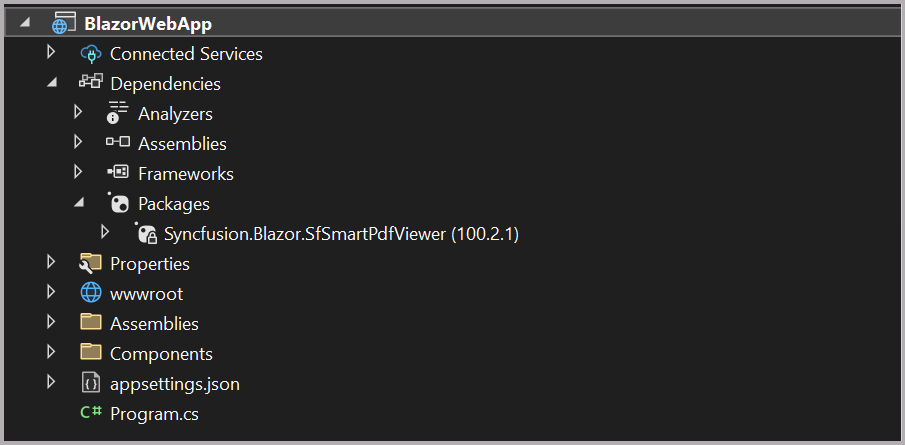 BlazorWebApp
Connected Services
Dependencies
Analyzers
Assemblies
Frameworks
Packages
Syncfusion.Blazor.SfSmartPdfViewer (100.2.1)
Properties
wwwroot
Assemblies
Components
appsettings.json
C# Program.cs